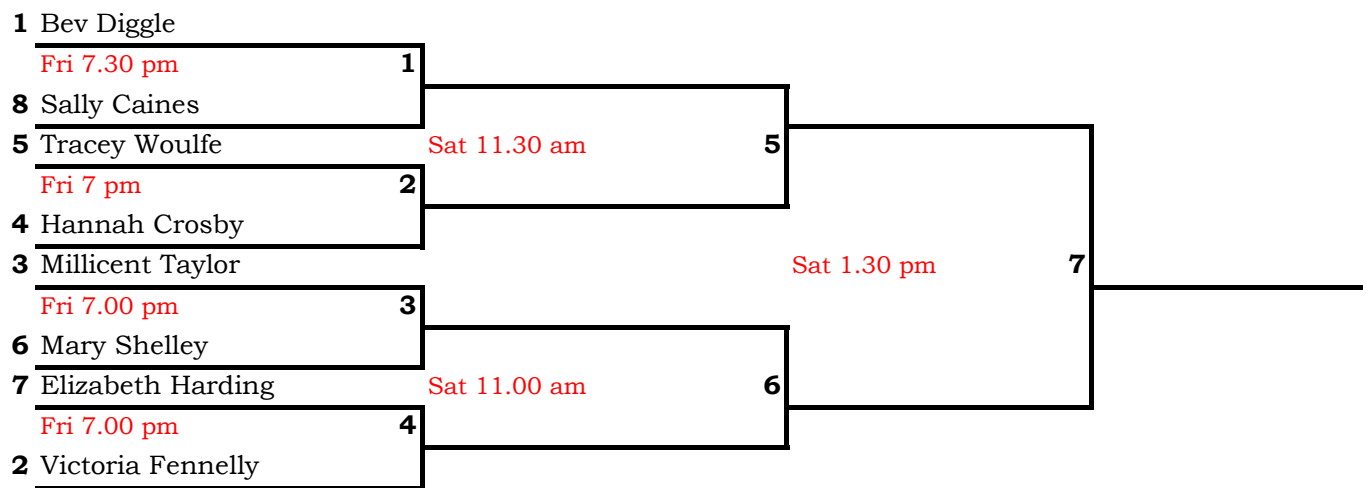 1 Bev Diggle
Fri 7.30 pm 1
8 Sally Caines
5 Tracey Woulfe Sat 11.30 am 5
Fri 7 pm 2
4 Hannah Crosby
3 Millicent Taylor Sat 1.30 pm 7
Fri 7.00 pm 3
6 Mary Shelley
7 Elizabeth Harding Sat 11.00 am 6
Fri 7.00 pm 4
2 Victoria Fennelly